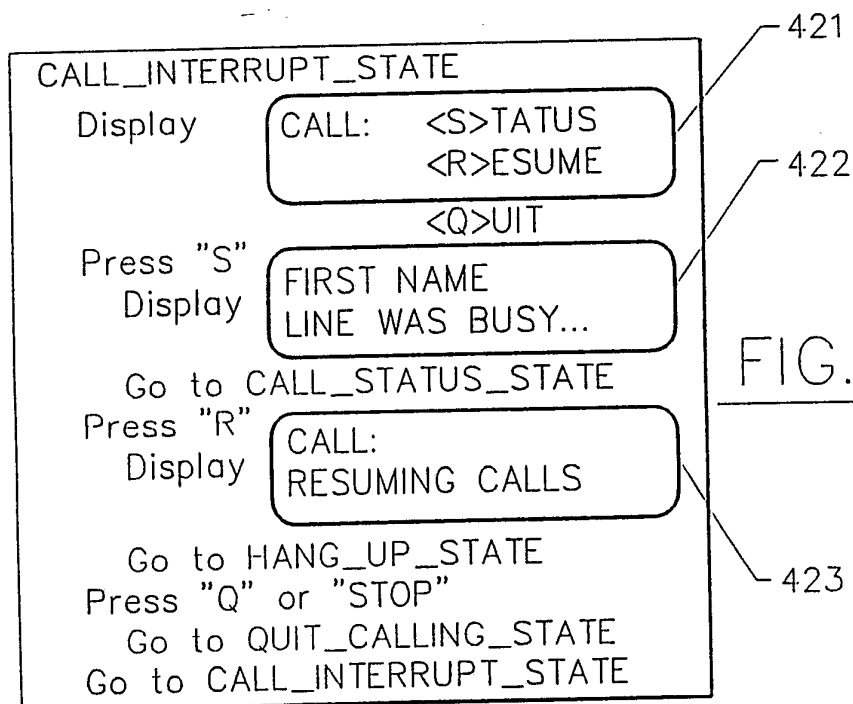 CALL_INTERRUPT_STATE
Display
CALL: <S>TATUS
<R>ESUME
421
<Q>UIT
Press "S"
Display
FIRST NAME
LINE WAS BUSY...
422
Go to CALL_STATUS_STATE
FIG.
Press "R"
Display
CALL:
RESUMING CALLS
423
Go to HANG_UP_STATE
Press "Q" or "STOP"
Go to QUIT_CALLING_STATE
Go to CALL_INTERRUPT_STATE